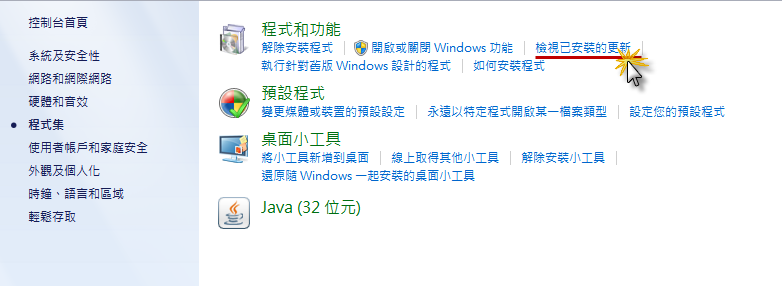 控制台首頁
系統及安全性
網路和網際網路
硬體和音效
程式集
使用者帳戶和家庭安全
外觀及個人化
時鐘、語言和區域
輕鬆存取
程式和功能
解除安裝程式 開啟或關閉 Windows 功能 檢視已安裝的更新
執行針對舊版 Windows 設計的程式 如何安裝程式
預設程式
變更媒體或裝置的預設設定 永遠以特定程式開啟某一檔案類型 設定您的預設程式
桌面小工具
將小工具新增到桌面 線上取得其他小工具 解除安裝小工具
還原隨 Windows 一起安裝的桌面小工具
Java (32 位元)